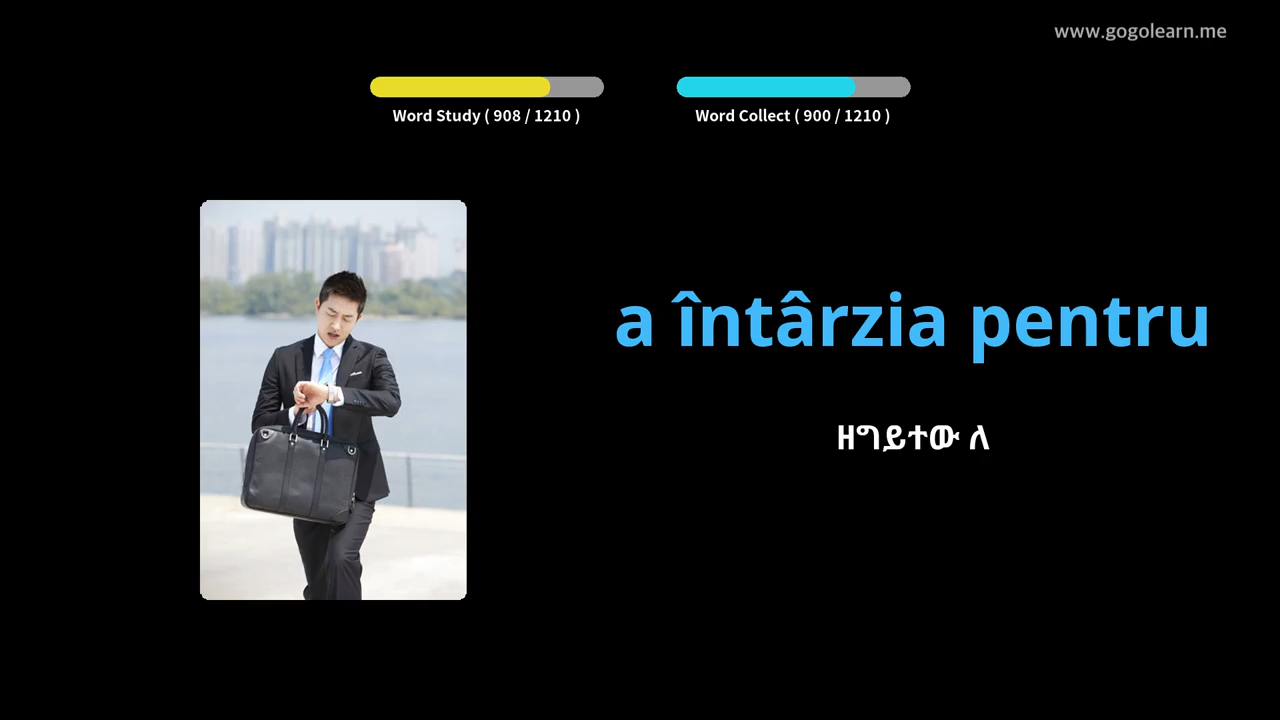 www.gogolearn.me
Word Study ( 908 / 1210 )
Word Collect ( 900 / 1210 )
a întârzia pentru
ዘግይተው ለ